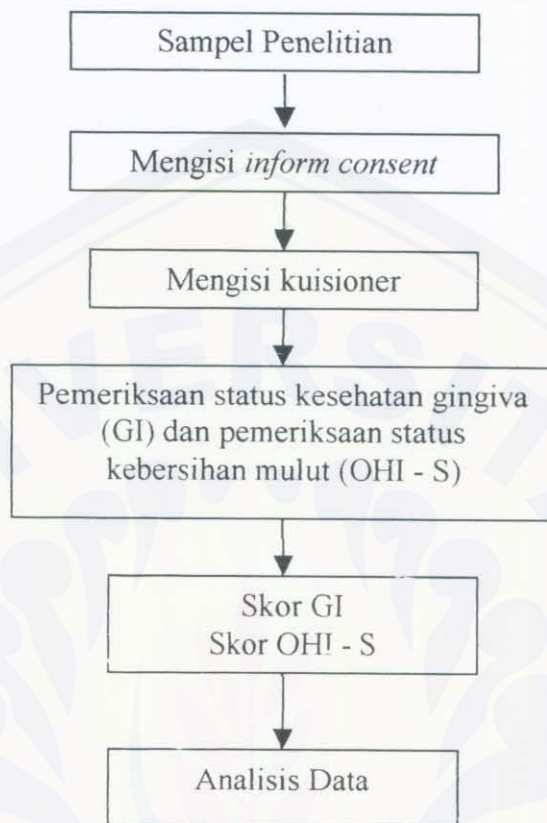 Sampel Penelitian
Mengisi inform consent
Mengisi kuisioner
Pemeriksaan status kesehatan gingiva
(GI) dan pemeriksaan status
kebersihan mulut (OHI - S)
Skor GI
Skor OHI - S
Analisis Data